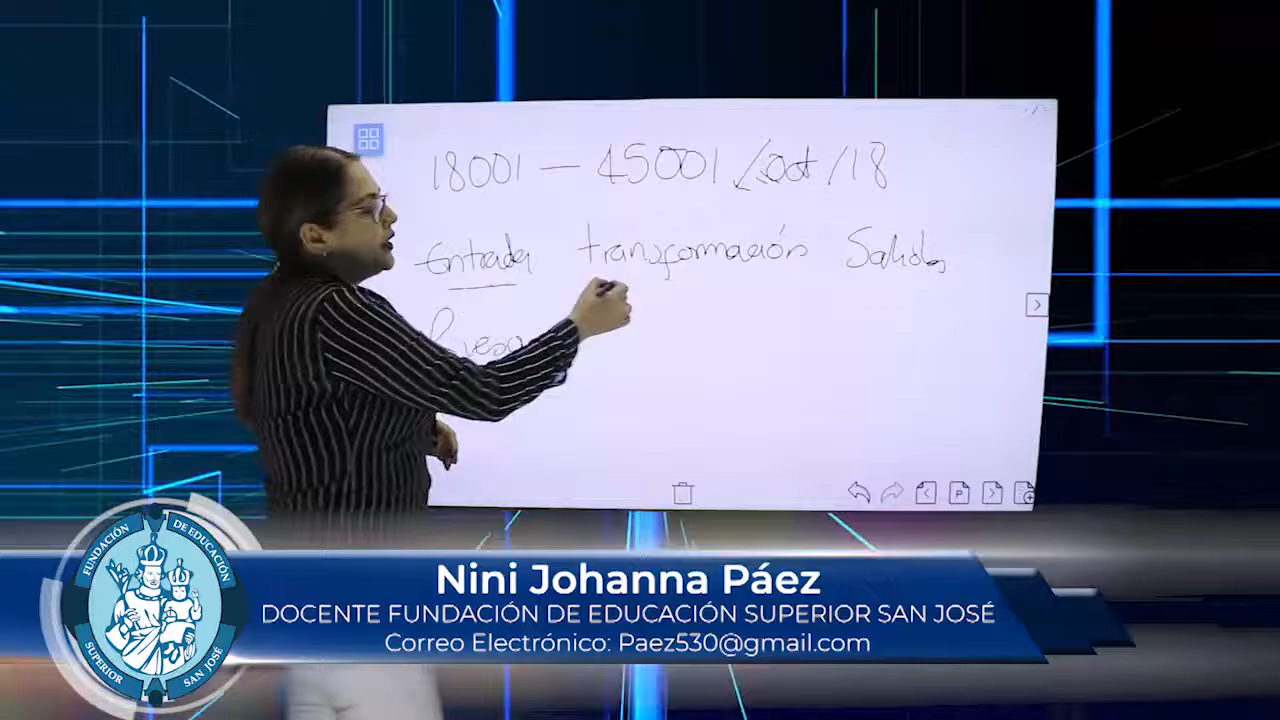 18001 – 45001 / Oct / 18
Entrada transformación Salidas
Nini Johanna Páez
DOCENTE FUNDACIÓN DE EDUCACIÓN SUPERIOR SAN JOSÉ
Correo Electrónico: Paez530@gmail.com
FUNDACIÓN DE EDUCACIÓN
SUPERIOR SAN JOSÉ
P